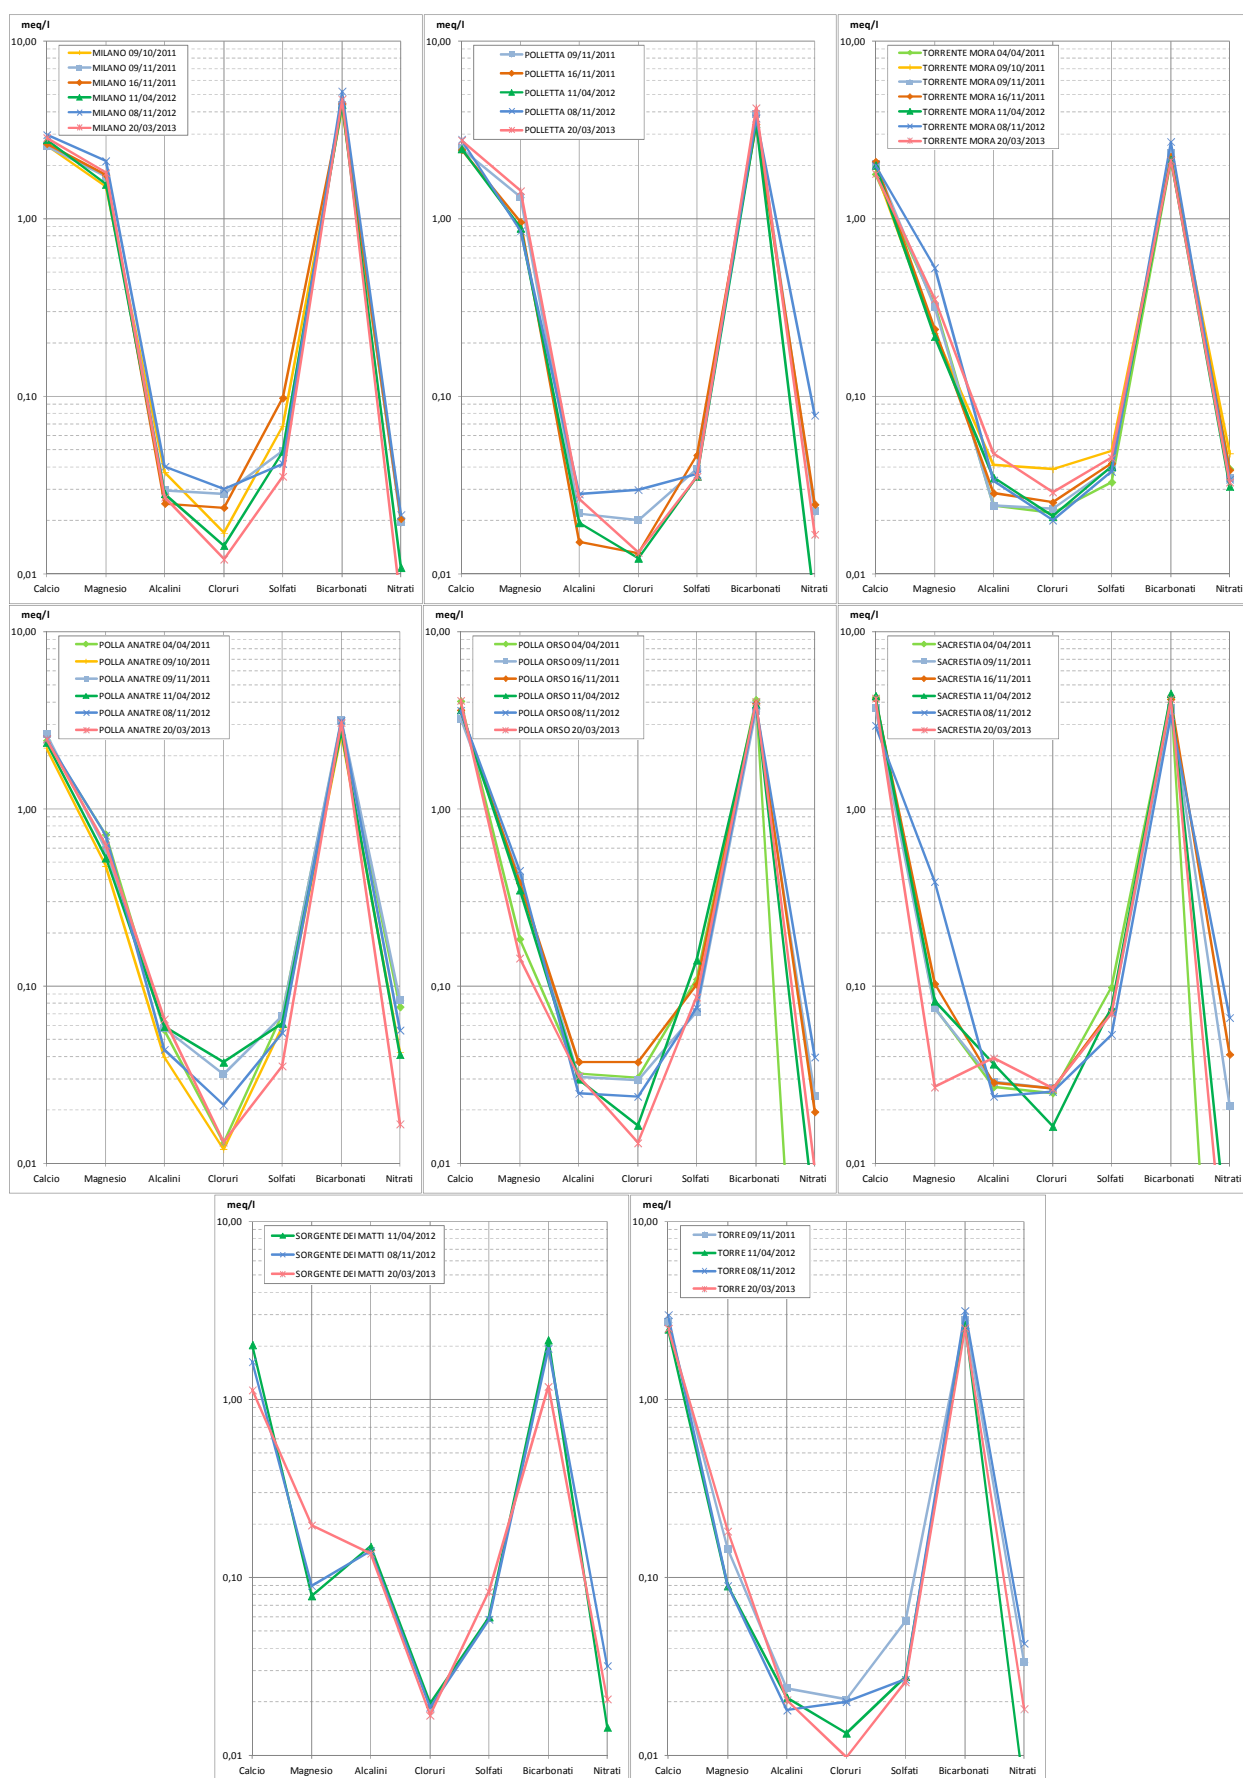 meq/l
10,00
1,00
0,10
0,01
MILANO 09/10/2011
MILANO 09/11/2011
MILANO 16/11/2011
MILANO 11/04/2012
MILANO 08/11/2012
MILANO 20/03/2013
Calcio Magnesio Alcalini Cloruri Solfati Bicarbonati Nitrati
meq/l
10,00
1,00
0,10
0,01
POLLETTA 09/11/2011
POLLETTA 16/11/2011
POLLETTA 11/04/2012
POLLETTA 08/11/2012
POLLETTA 20/03/2013
Calcio Magnesio Alcalini Cloruri Solfati Bicarbonati Nitrati
meq/l
10,00
1,00
0,10
0,01
TORRENTE MORA 04/04/2011
TORRENTE MORA 09/10/2011
TORRENTE MORA 09/11/2011
TORRENTE MORA 16/11/2011
TORRENTE MORA 11/04/2012
TORRENTE MORA 08/11/2012
TORRENTE MORA 20/03/2013
Calcio Magnesio Alcalini Cloruri Solfati Bicarbonati Nitrati
meq/l
10,00
1,00
0,10
0,01
POLLA ANATRE 04/04/2011
POLLA ANATRE 09/10/2011
POLLA ANATRE 09/11/2011
POLLA ANATRE 11/04/2012
POLLA ANATRE 08/11/2012
POLLA ANATRE 20/03/2013
Calcio Magnesio Alcalini Cloruri Solfati Bicarbonati Nitrati
meq/l
10,00
1,00
0,10
0,01
POLLA ORSO 04/04/2011
POLLA ORSO 09/11/2011
POLLA ORSO 16/11/2011
POLLA ORSO 11/04/2012
POLLA ORSO 08/11/2012
POLLA ORSO 20/03/2013
Calcio Magnesio Alcalini Cloruri Solfati Bicarbonati Nitrati
meq/l
10,00
1,00
0,10
0,01
SACRESTIA 04/04/2011
SACRESTIA 09/11/2011
SACRESTIA 16/11/2011
SACRESTIA 11/04/2012
SACRESTIA 08/11/2012
SACRESTIA 20/03/2013
Calcio Magnesio Alcalini Cloruri Solfati Bicarbonati Nitrati
meq/l
10,00
1,00
0,10
0,01
SORGENTE DEI MATTI 11/04/2012
SORGENTE DEI MATTI 08/11/2012
SORGENTE DEI MATTI 20/03/2013
Calcio Magnesio Alcalini Cloruri Solfati Bicarbonati Nitrati
meq/l
10,00
1,00
0,10
0,01
TORRE 09/11/2011
TORRE 11/04/2012
TORRE 08/11/2012
TORRE 20/03/2013
Calcio Magnesio Alcalini Cloruri Solfati Bicarbonati Nitrati